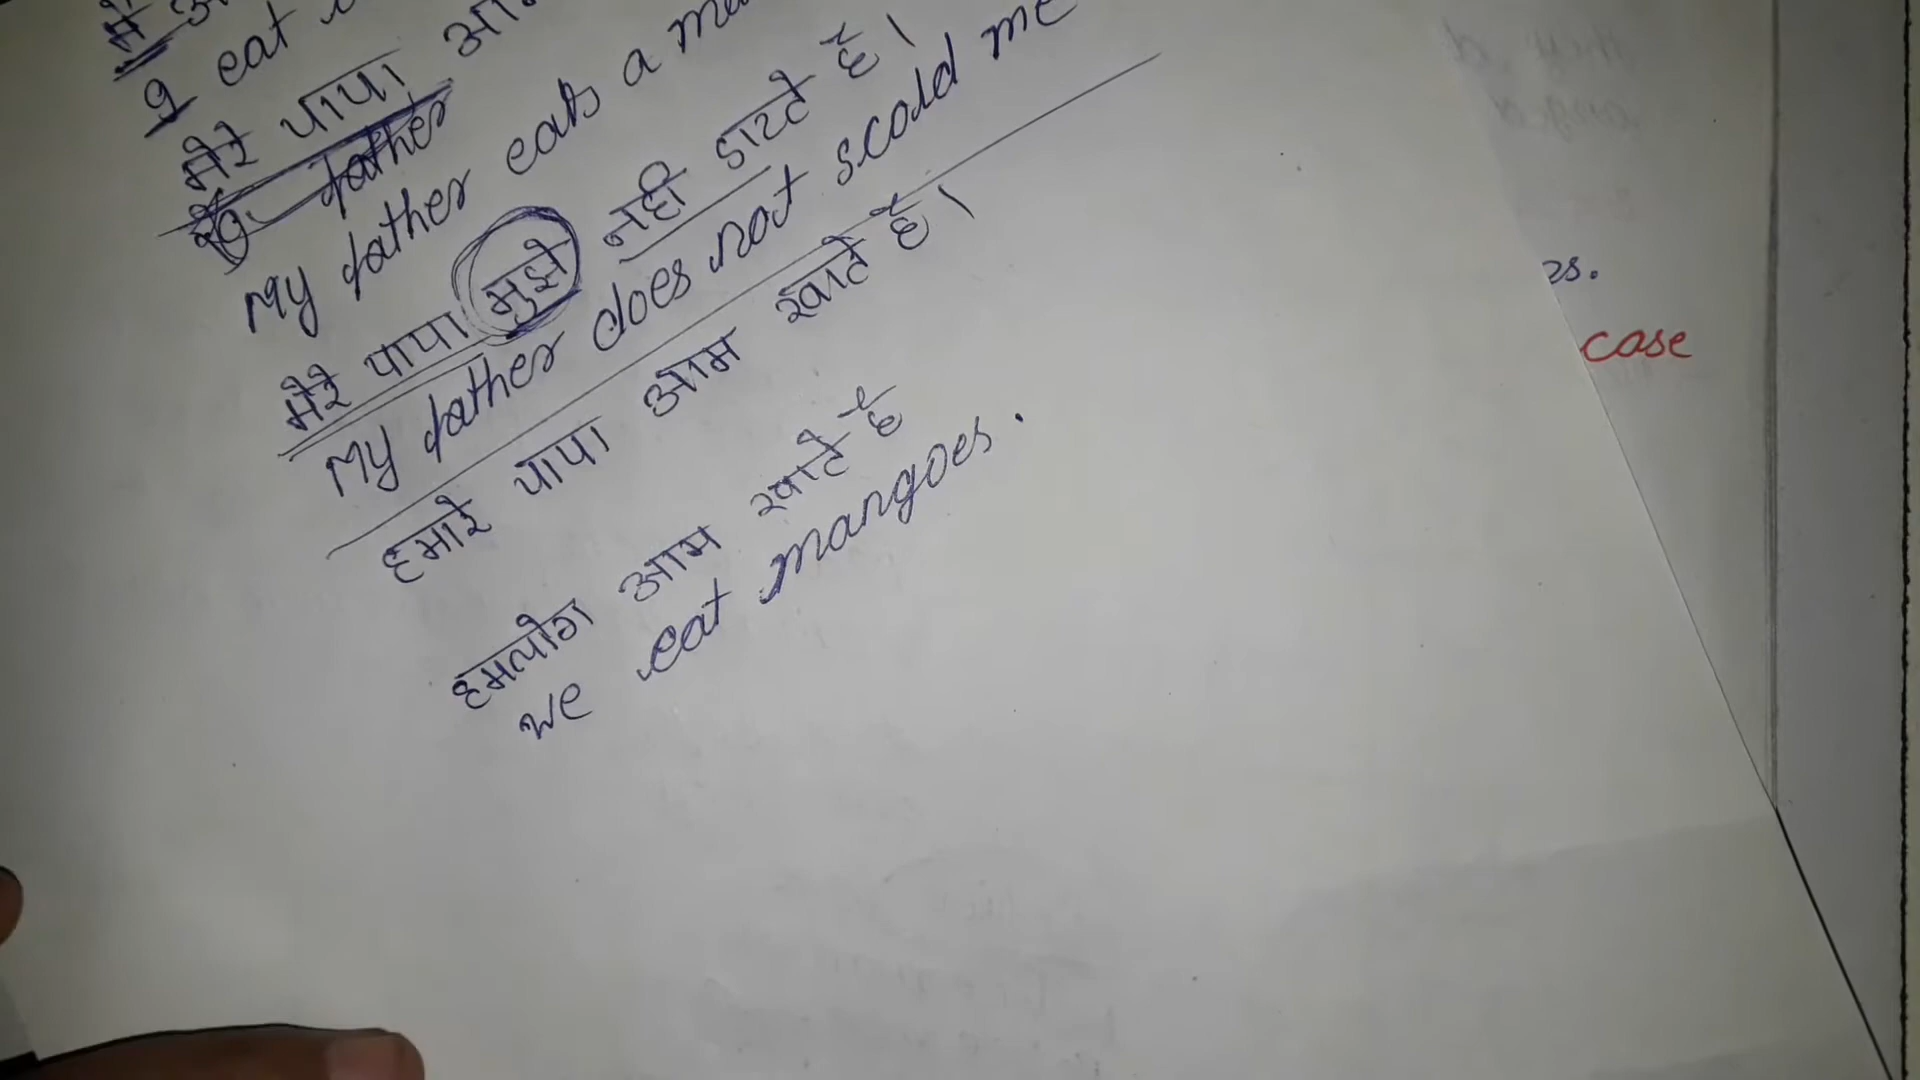 मैं
I eat
मेरे पापा
father
My father eats a
मेरे पापा मुझे नही डाटते हैं।
My father does not scold me
हमारे पापा आम खाते हैं।
हमलोग आम खाते हैं
we eat mangoes.
case